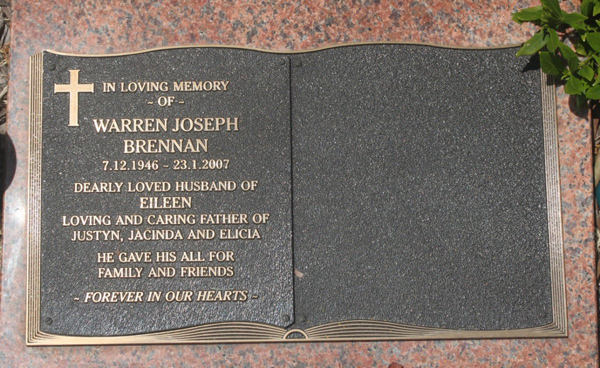 IN LOVING MEMORY
~ OF ~
WARREN JOSEPH
BRENNAN
7.12.1946 – 23.1.2007
DEARLY LOVED HUSBAND OF
EILEEN
LOVING AND CARING FATHER OF
JUSTYN, JACINDA AND ELICIA
HE GAVE HIS ALL FOR
FAMILY AND FRIENDS
~ FOREVER IN OUR HEARTS ~